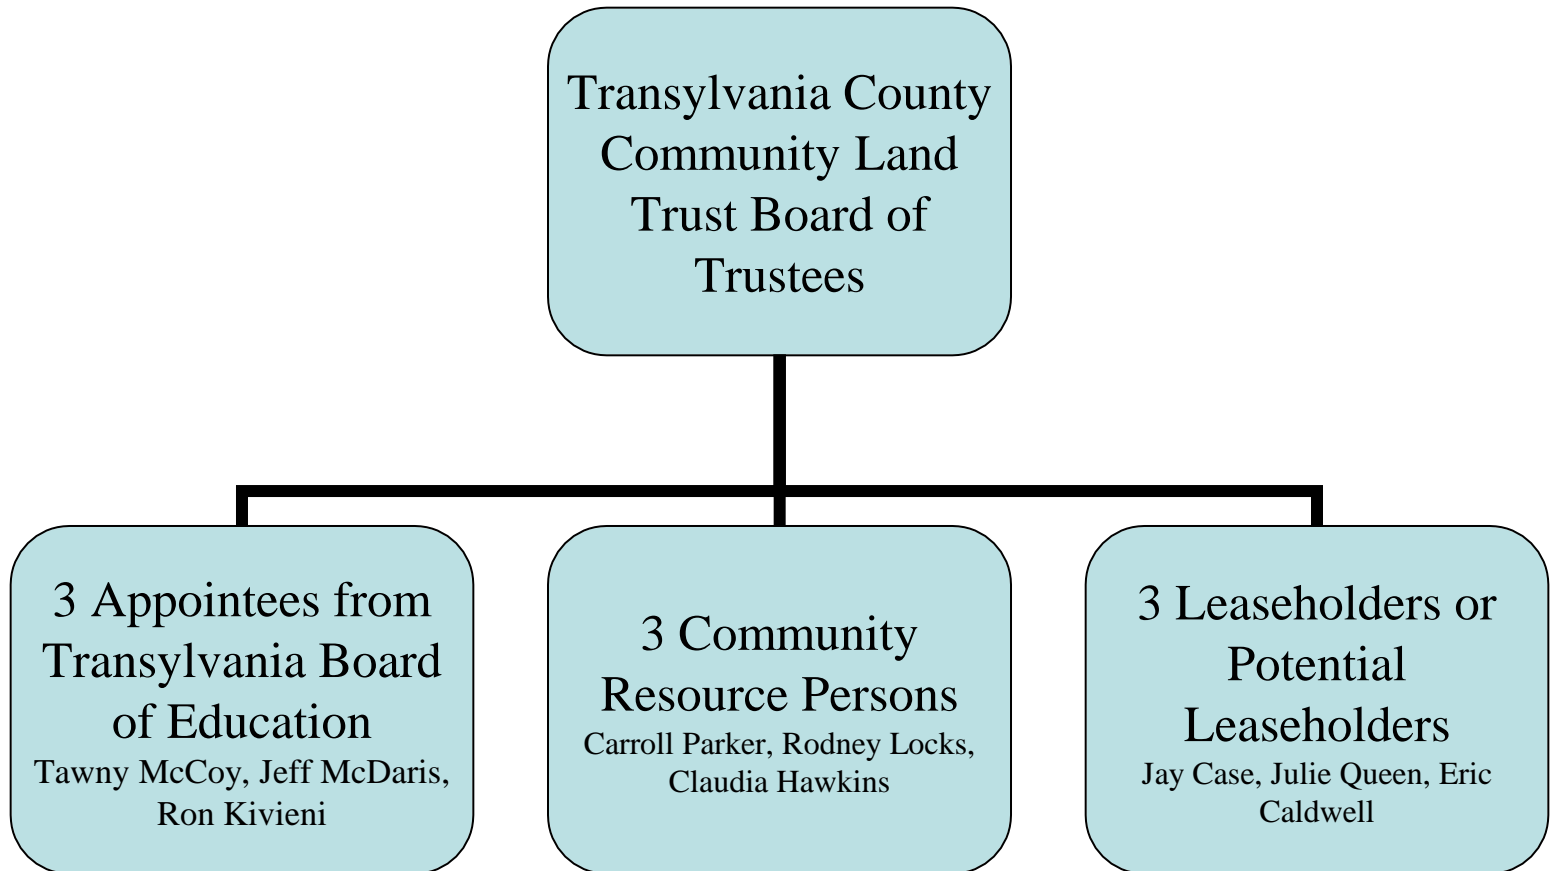 Transylvania County
Community Land
Trust Board of
Trustees
3 Appointees from
Transylvania Board
of Education
Tawny McCoy, Jeff McDaris,
Ron Kivieni
3 Community
Resource Persons
Carroll Parker, Rodney Locks,
Claudia Hawkins
3 Leaseholders or
Potential
Leaseholders
Jay Case, Julie Queen, Eric
Caldwell